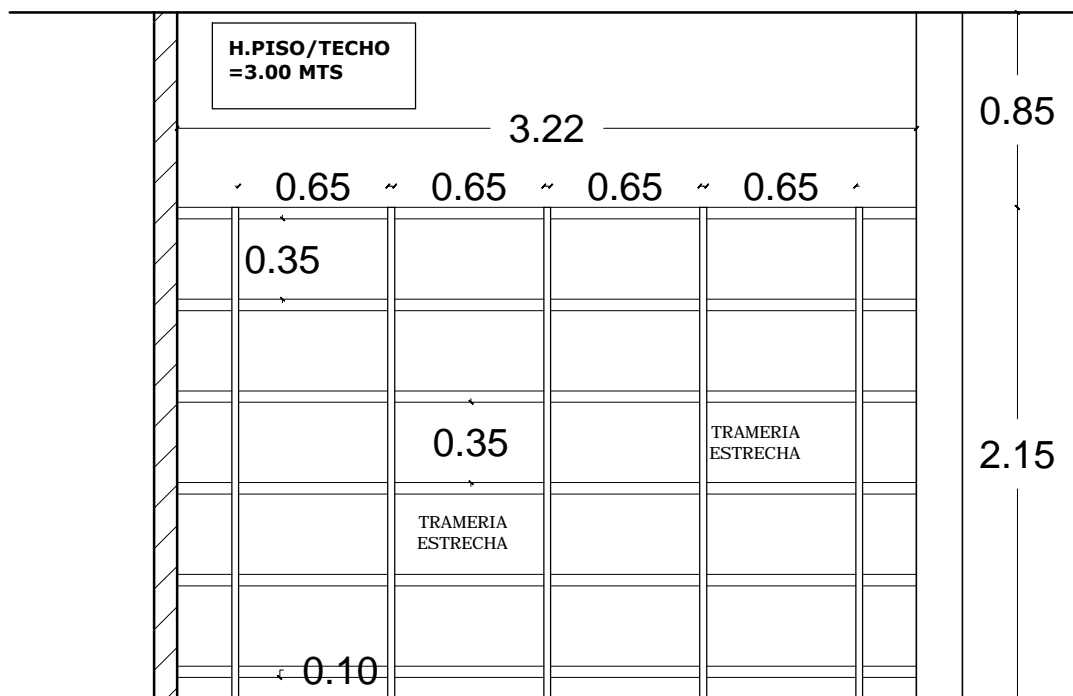 H.PISO/TECHO
=3.00 MTS
0.85
3.22
0.65 0.65 0.65 0.65
0.35
0.35
TRAMERIA
ESTRECHA
2.15
TRAMERIA
ESTRECHA
0.10